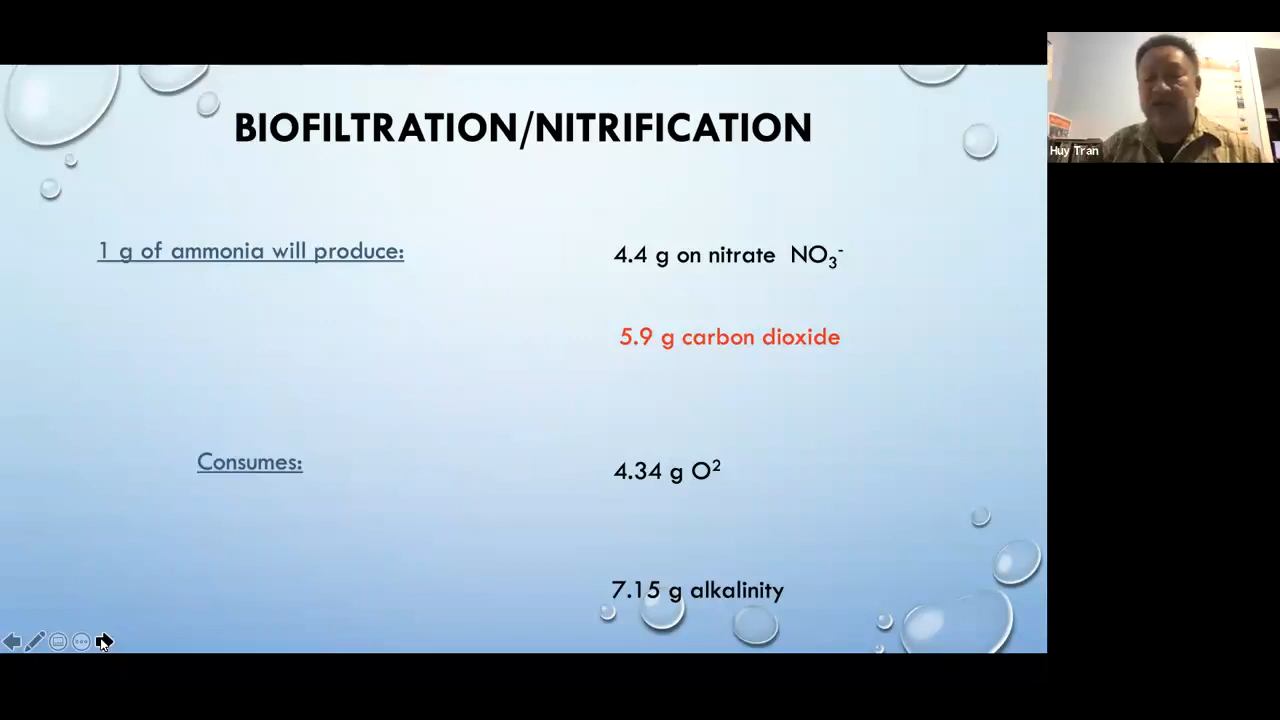 BIOFILTRATION/NITRIFICATION
1 g of ammonia will produce:
4.4 g on nitrate NO₃⁻
5.9 g carbon dioxide
Consumes:
4.34 g O²
7.15 g alkalinity
Huy Tran